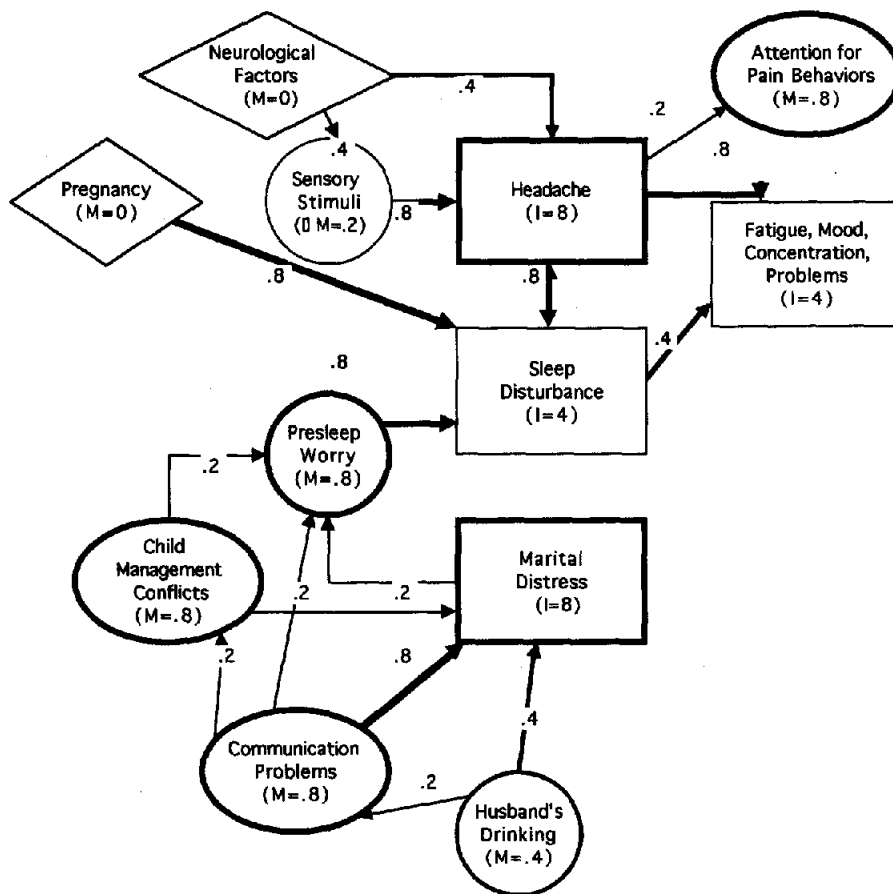 Neurological
Factors
(M=0)
Attention for
Pain Behaviors
(M=.8)
.4
.2
.4
.8
Pregnancy
(M=0)
Sensory
Stimuli
(▯ M=.2)
.8
Headache
(I=8)
Fatigue, Mood,
Concentration,
Problems
(I=4)
.8
.8
.4
.8
Sleep
Disturbance
(I=4)
Presleep
Worry
(M=.8)
.2
Child
Management
Conflicts
(M=.8)
Marital
Distress
(I=8)
.2
.2
.2
.8
.4
Communication
Problems
(M=.8)
.2
Husband's
Drinking
(M=.4)